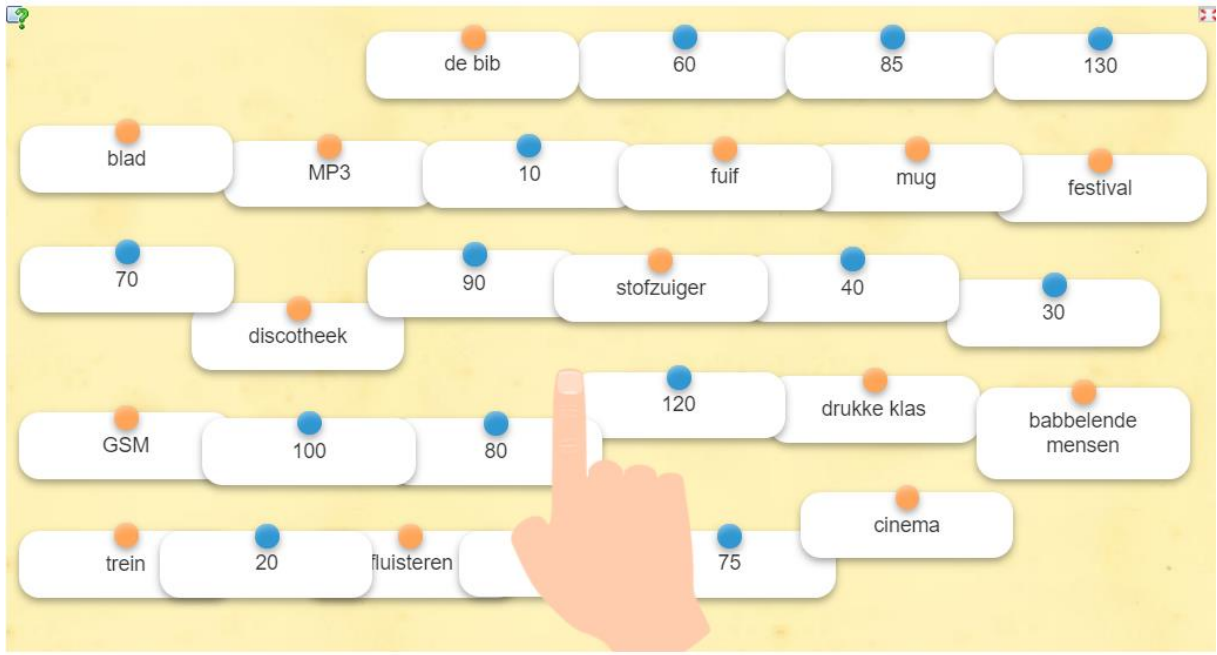 de bib
60
85
130
blad
MP3
10
fuif
mug
festival
70
90
stofzuiger
40
30
discotheek
120
drukke klas
babbelende
mensen
GSM
100
80
cinema
trein
20
fluisteren
75